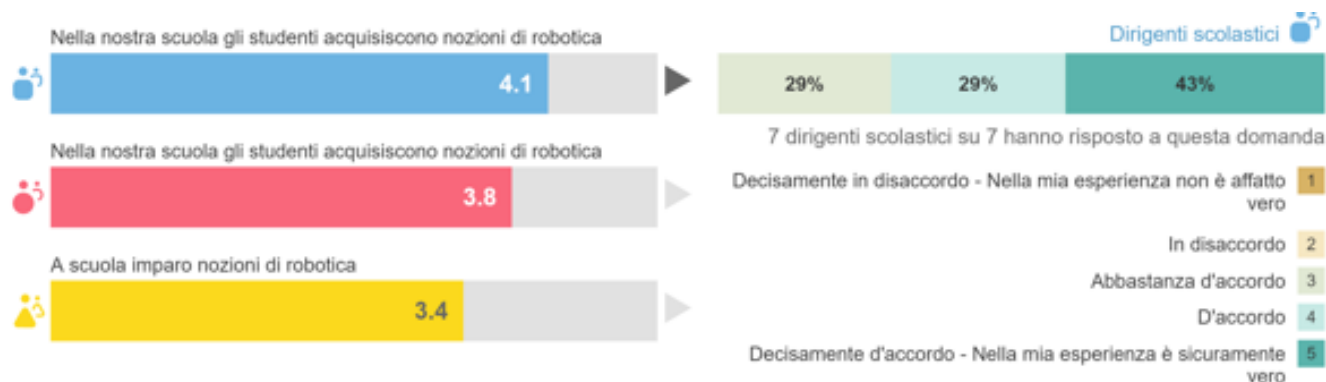 Nella nostra scuola gli studenti acquisiscono nozioni di robotica
4.1
Nella nostra scuola gli studenti acquisiscono nozioni di robotica
3.8
A scuola imparo nozioni di robotica
3.4
Dirigenti scolastici
29% 29% 43%
7 dirigenti scolastici su 7 hanno risposto a questa domanda
Decisamente in disaccordo - Nella mia esperienza non è affatto 1
vero
In disaccordo 2
Abbastanza d'accordo 3
D'accordo 4
Decisamente d'accordo - Nella mia esperienza è sicuramente 5
vero